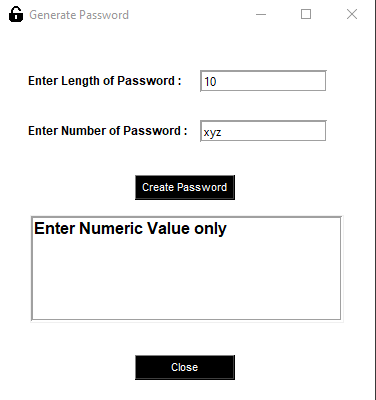 Generate Password
Enter Length of Password : 10
Enter Number of Password : xyz
Create Password
Enter Numeric Value only
Close